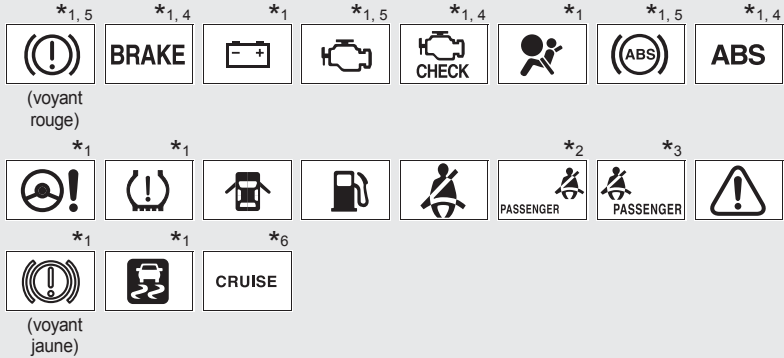 *1, 5 *1, 4 *1 *1, 5 *1, 4 *1 *1, 5 *1, 4
BRAKE CHECK ABS ABS
(voyant
rouge)
*1 *1 *2 *3
PASSENGER PASSENGER
*1 *1 *6
CRUISE
(voyant
jaune)